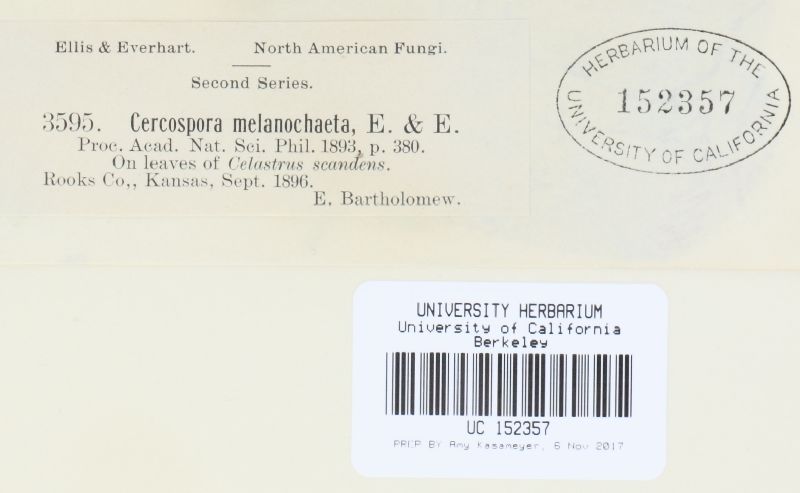 Ellis & Everhart. North American Fungi.
Second Series.
3595. Cercospora melanochaeta, E. & E.
Proc. Acad. Nat. Sci. Phil. 1893, p. 380.
On leaves of Celastrus scandens.
Rooks Co,, Kansas, Sept. 1896.
E. Bartholomew.
HERBARIUM OF THE
152357
UNIVERSITY OF CALIFORNIA
UNIVERSITY HERBARIUM
University of California
Berkeley
UC 152357
PREP BY Amy Kasameyer, 6 Nov 2017